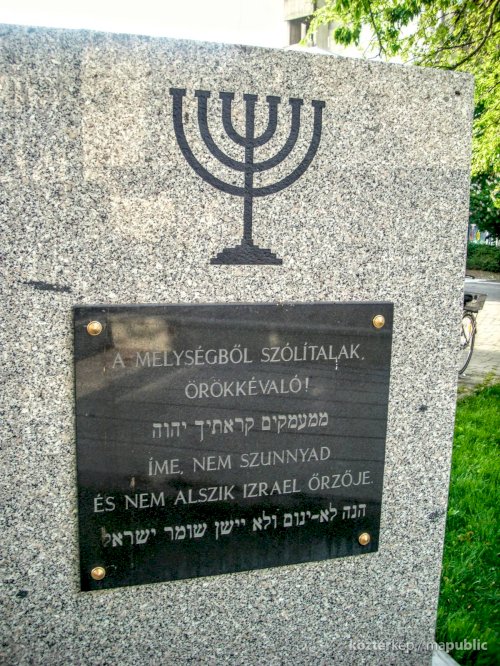 A MÉLYSÉGBŐL SZÓLÍTALAK,
ÖRÖKKÉVALÓ!
ממעמקים קראתיך יהוה
ÍME, NEM SZUNNYAD
ÉS NEM ALSZIK IZRAEL ŐRZŐJE.
הנה לא-ינום ולא יישן שומר ישראל
köztérkép // mapublic